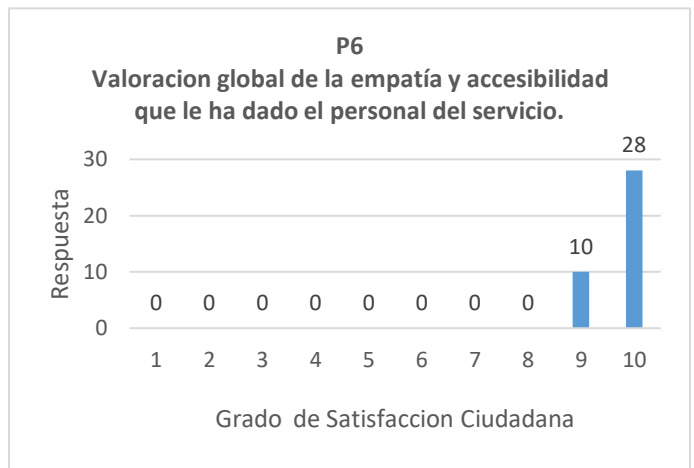 P6
Valoracion global de la empatía y accesibilidad
que le ha dado el personal del servicio.
28
30
20
10
10
0 0 0 0 0 0 0 0
0
Respuesta
1 2 3 4 5 6 7 8 9 10
Grado de Satisfaccion Ciudadana